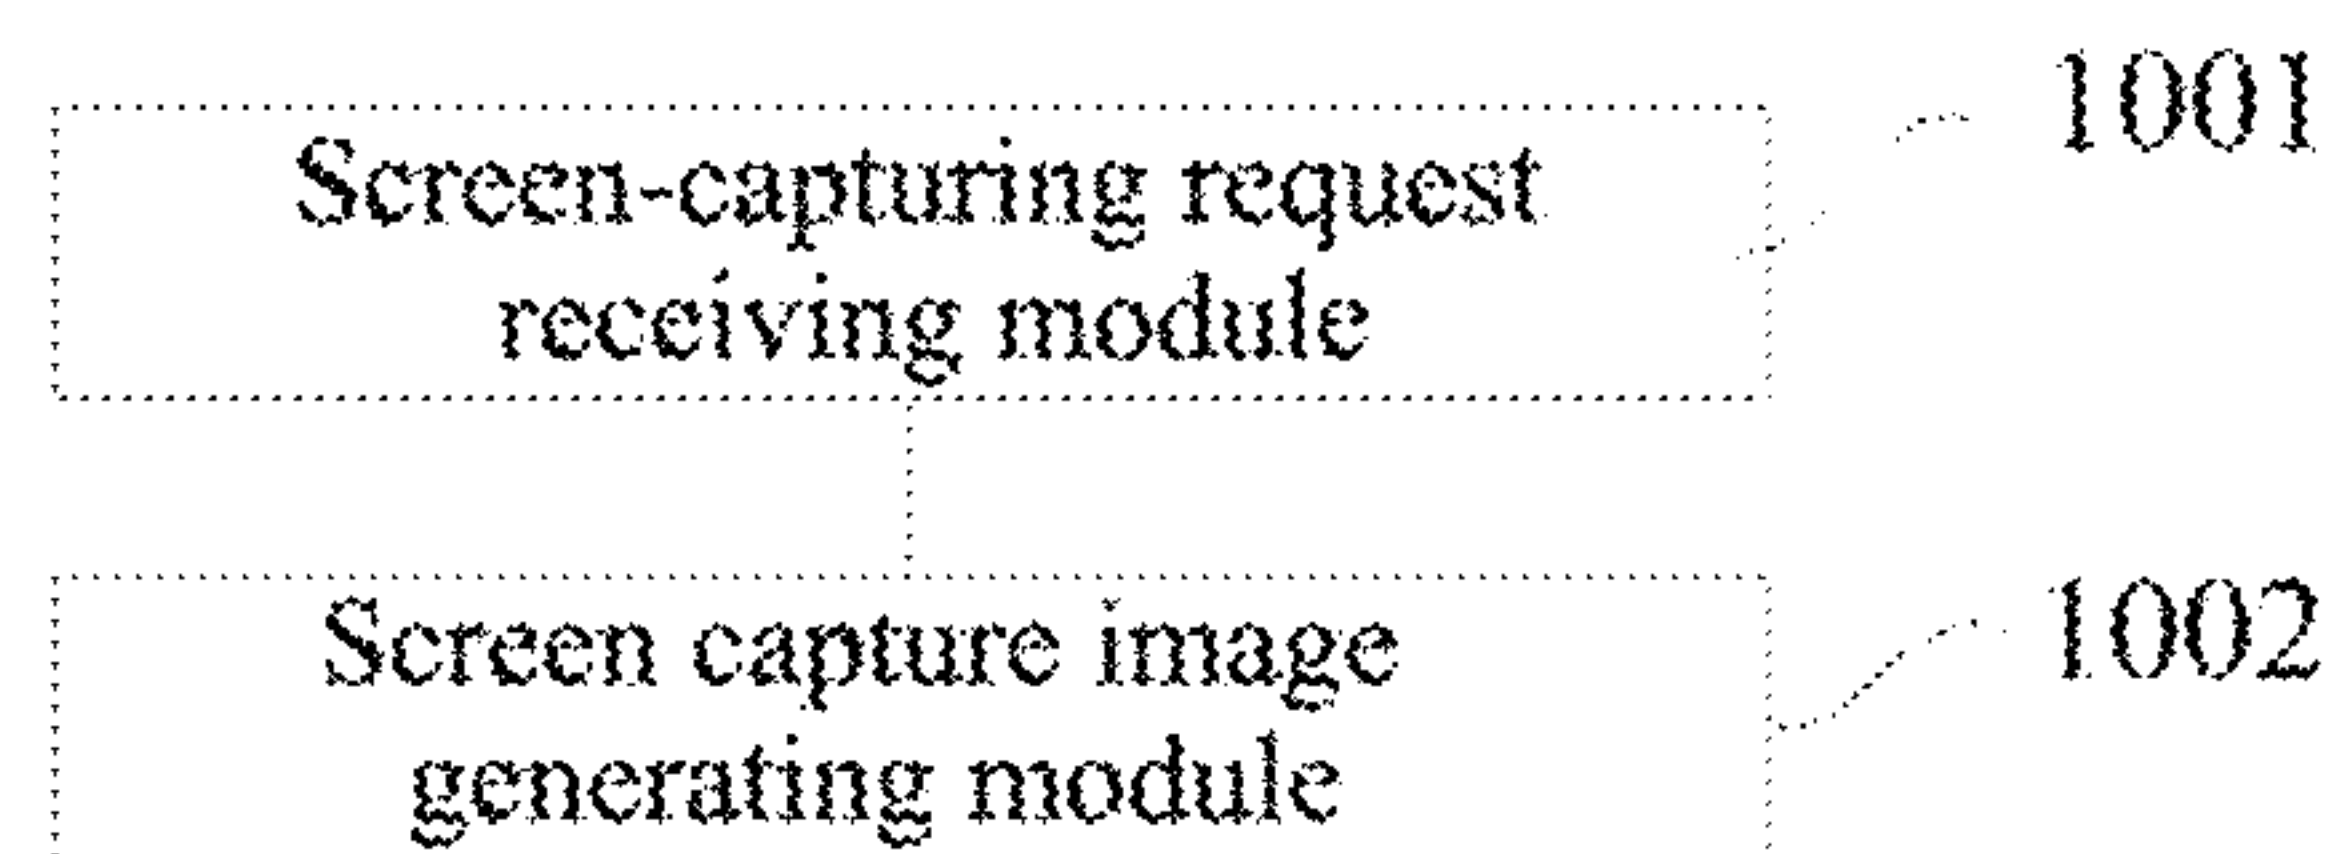 1001
Screen-capturing request
receiving module
1002
Screen capture image
generating module